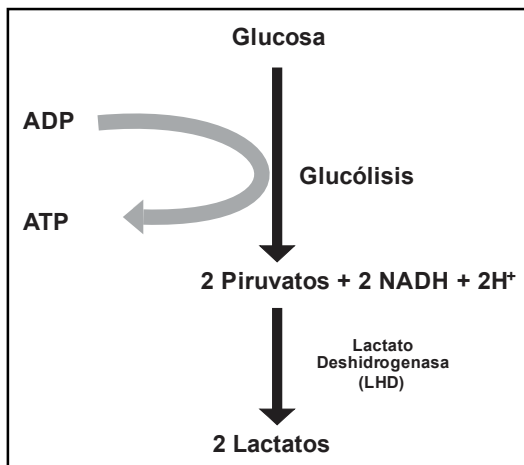 Glucosa
ADP
Glucólisis
ATP
2 Piruvatos + 2 NADH + 2H⁺
Lactato
Deshidrogenasa
(LHD)
2 Lactatos